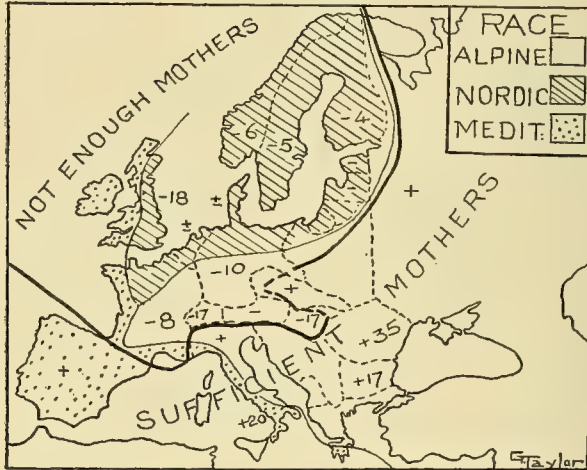 RACE
ALPINE
NORDIC
MEDIT.
NOT ENOUGH MOTHERS
-6
-5
-4
-18
±
±
+
-10
+
-8
-17
-
-17
+
+35
+17
+
+20
SUFFICIENT MOTHERS
G.Taylor